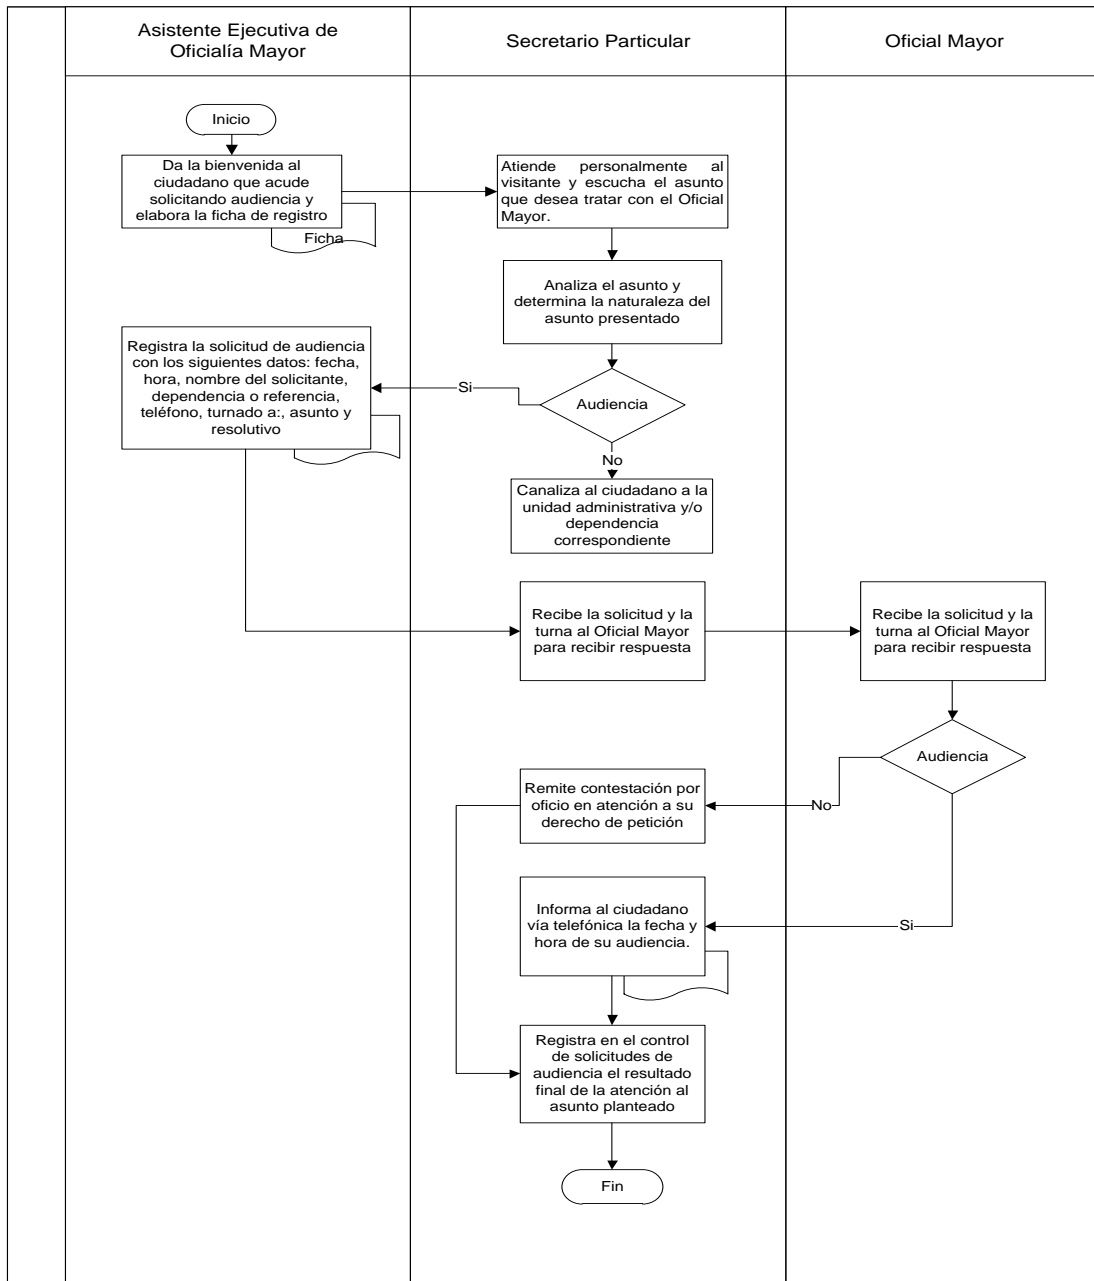 Asistente Ejecutiva de
Oficialía Mayor
Secretario Particular
Oficial Mayor
Inicio
Da la bienvenida al
ciudadano que acude
solicitando audiencia y
elabora la ficha de registro
Ficha
Atiende personalmente al
visitante y escucha el asunto
que desea tratar con el Oficial
Mayor.
Analiza el asunto y
determina la naturaleza del
asunto presentado
Registra la solicitud de audiencia
con los siguientes datos: fecha,
hora, nombre del solicitante,
dependencia o referencia,
teléfono, turnado a:, asunto y
resolutivo
Si
Audiencia
No
Canaliza al ciudadano a la
unidad administrativa y/o
dependencia
correspondiente
Recibe la solicitud y la
turna al Oficial Mayor
para recibir respuesta
Recibe la solicitud y la
turna al Oficial Mayor
para recibir respuesta
Audiencia
Remite contestación por
oficio en atención a su
derecho de petición
No
Informa al ciudadano
vía telefónica la fecha y
hora de su audiencia.
Si
Registra en el control
de solicitudes de
audiencia el resultado
final de la atención al
asunto planteado
Fin